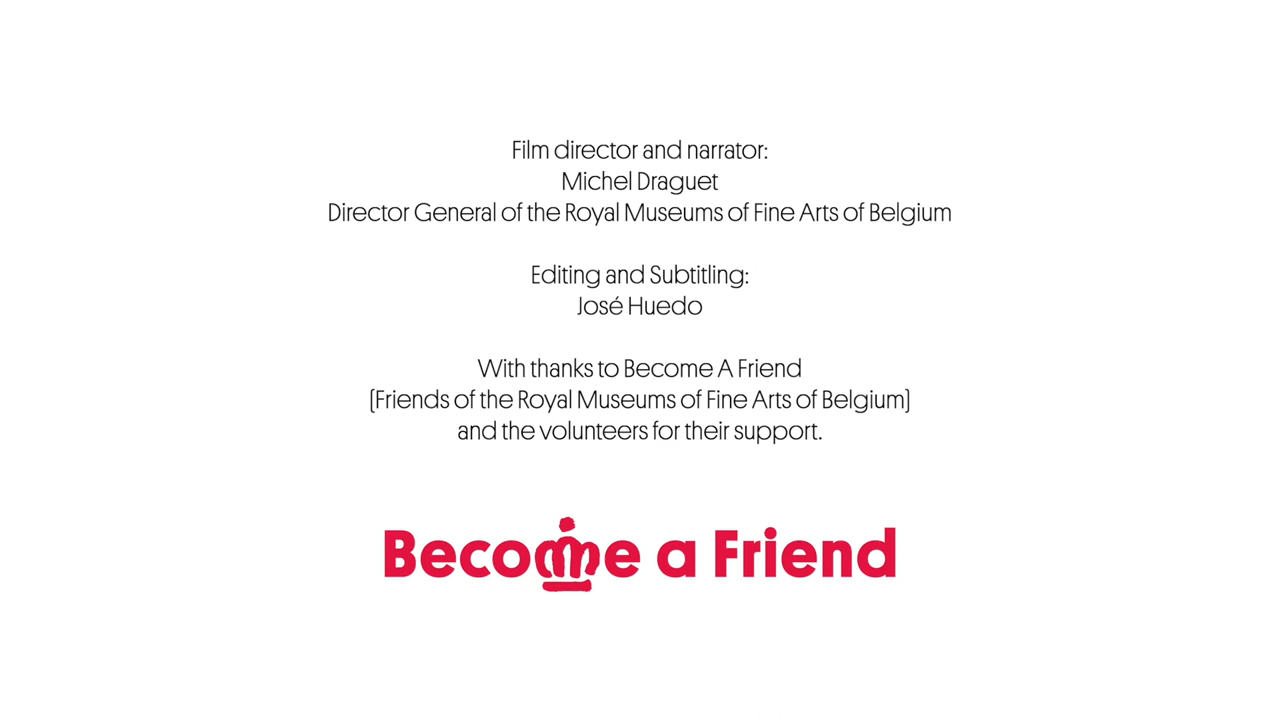 Film director and narrator:
Michel Draguet
Director General of the Royal Museums of Fine Arts of Belgium
Editing and Subtitling:
José Huedo
With thanks to Become A Friend
(Friends of the Royal Museums of Fine Arts of Belgium)
and the volunteers for their support.
Become a Friend